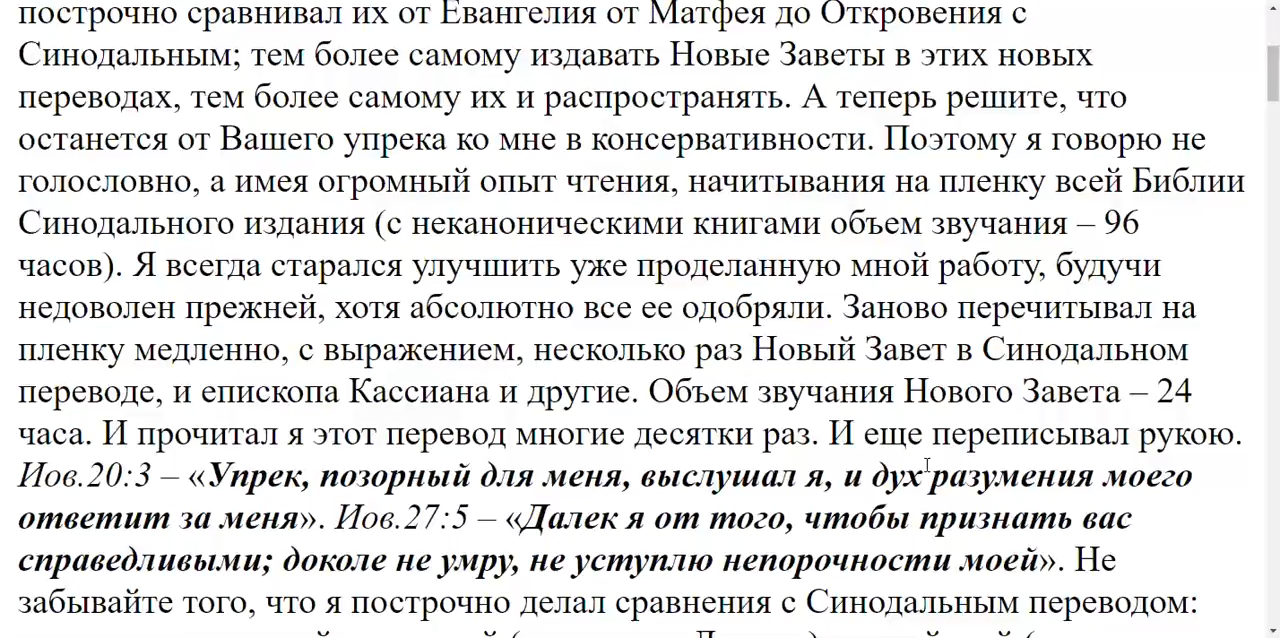 построчно сравнивал их от Евангелия от Матфея до Откровения с
Синодальным; тем более самому издавать Новые Заветы в этих новых
переводах, тем более самому их и распространять. А теперь решите, что
останется от Вашего упрека ко мне в консервативности. Поэтому я говорю не
голословно, а имея огромный опыт чтения, начитывания на пленку всей Библии
Синодального издания (с неканоническими книгами объем звучания – 96
часов). Я всегда старался улучшить уже проделанную мной работу, будучи
недоволен прежней, хотя абсолютно все ее одобряли. Заново перечитывал на
пленку медленно, с выражением, несколько раз Новый Завет в Синодальном
переводе, и епископа Кассиана и другие. Объем звучания Нового Завета – 24
часа. И прочитал я этот перевод многие десятки раз. И еще переписывал рукою.
Иов.20:3 – «Упрек, позорный для меня, выслушал я, и дух разумения моего
ответит за меня». Иов.27:5 – «Далек я от того, чтобы признать вас
справедливыми; доколе не умру, не уступлю непорочности моей». Не
забывайте того, что я построчно делал сравнения с Синодальным переводом: